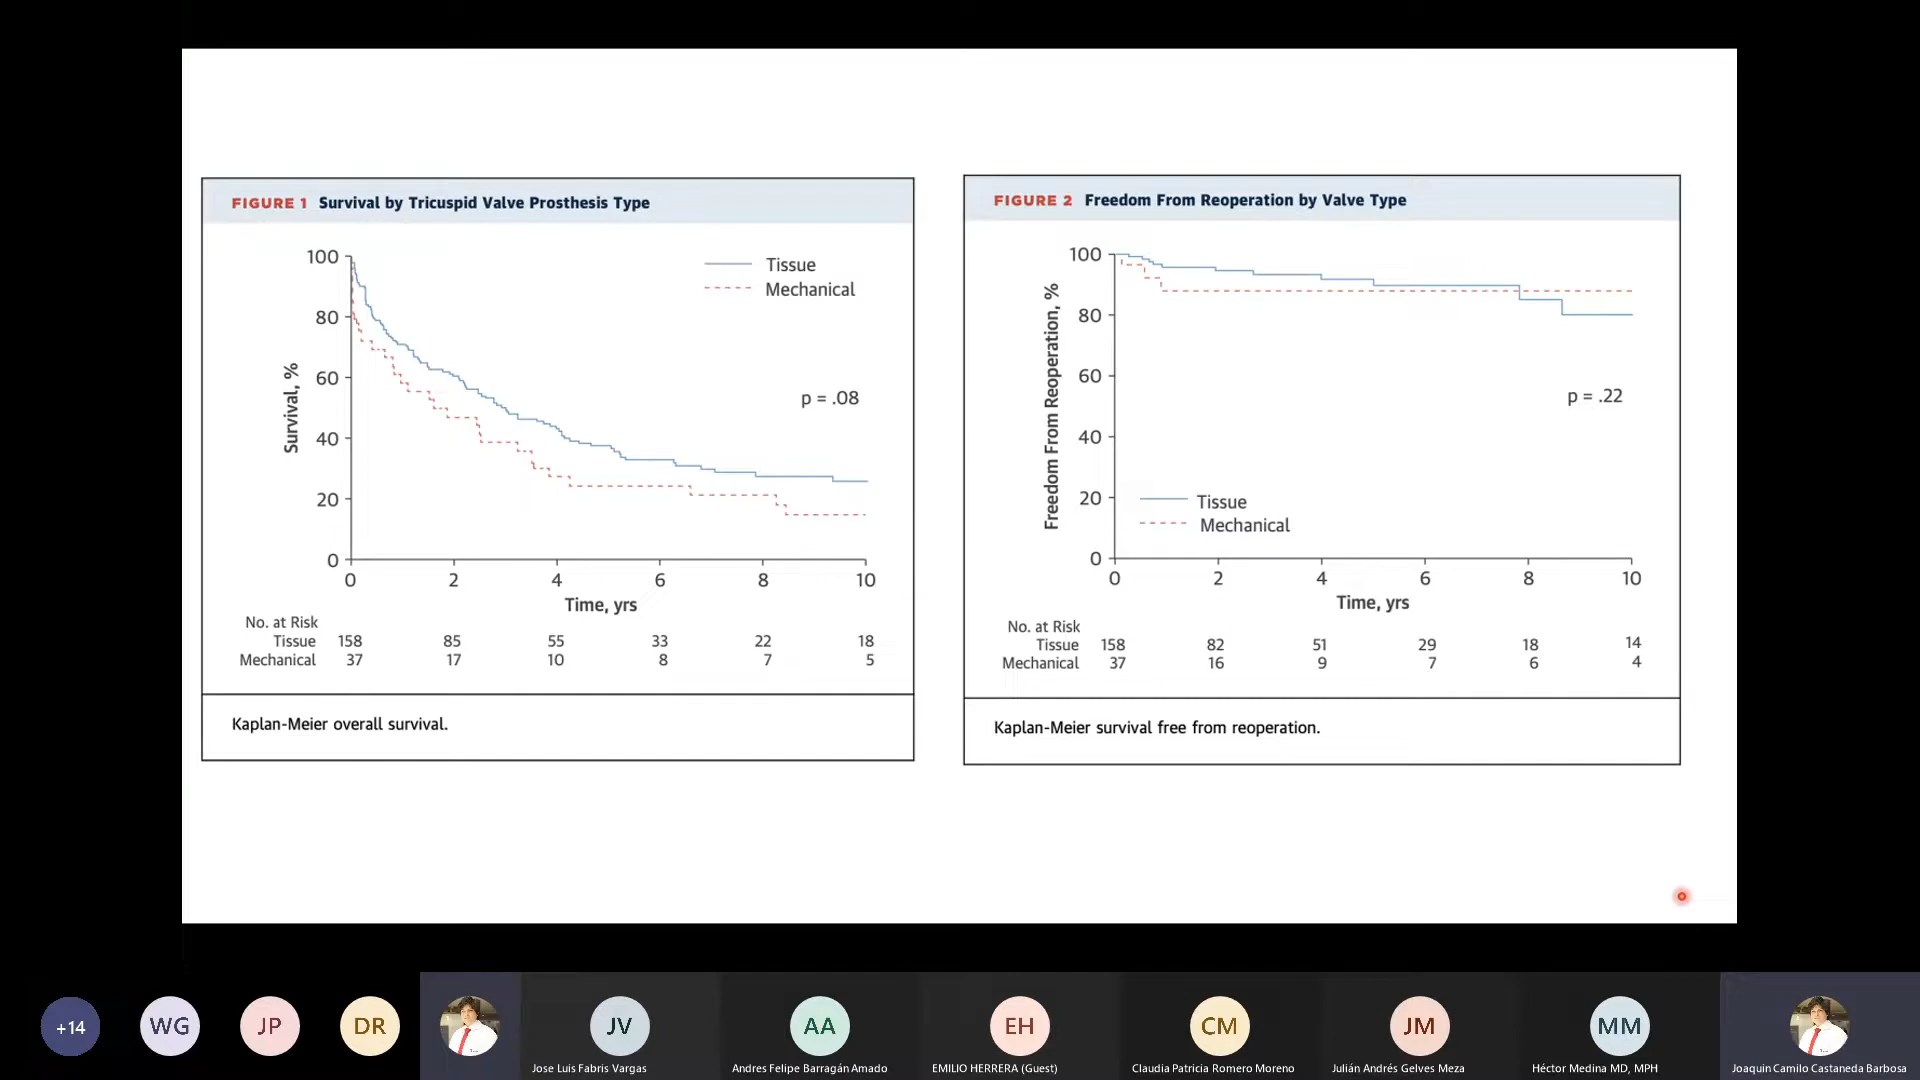 FIGURE 1 Survival by Tricuspid Valve Prosthesis Type
100
80
60
40
20
0
Survival, %
Tissue
Mechanical
p = .08
0 2 4 6 8 10
Time, yrs
No. at Risk
Tissue 158 85 55 33 22 18
Mechanical 37 17 10 8 7 5
Kaplan-Meier overall survival.
FIGURE 2 Freedom From Reoperation by Valve Type
100
80
60
40
20
0
Freedom From Reoperation, %
p = .22
Tissue
Mechanical
0 2 4 6 8 10
Time, yrs
No. at Risk
Tissue 158 82 51 29 18 14
Mechanical 37 16 9 7 6 4
Kaplan-Meier survival free from reoperation.
+14
WG
JP
DR
JV
Jose Luis Fabris Vargas
AA
Andres Felipe Barragán Amado
EH
EMILIO HERRERA (Guest)
CM
Claudia Patricia Romero Moreno
JM
Julián Andrés Gelves Meza
MM
Héctor Medina MD, MPH
Joaquin Camilo Castaneda Barbosa